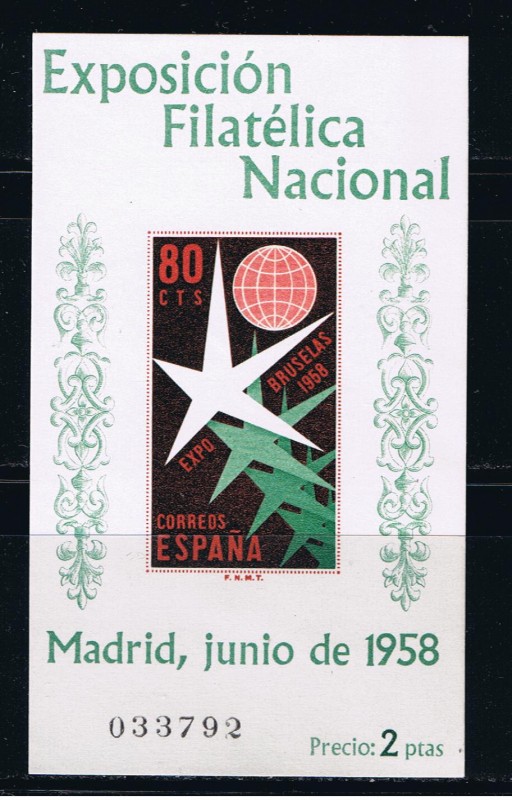 Exposición
Filatélica
Nacional
80
CTS
EXPO
BRUSELAS
1958
CORREOS
ESPAÑA
F.N.M.T.
Madrid, junio de 1958
033792
Precio: 2 ptas